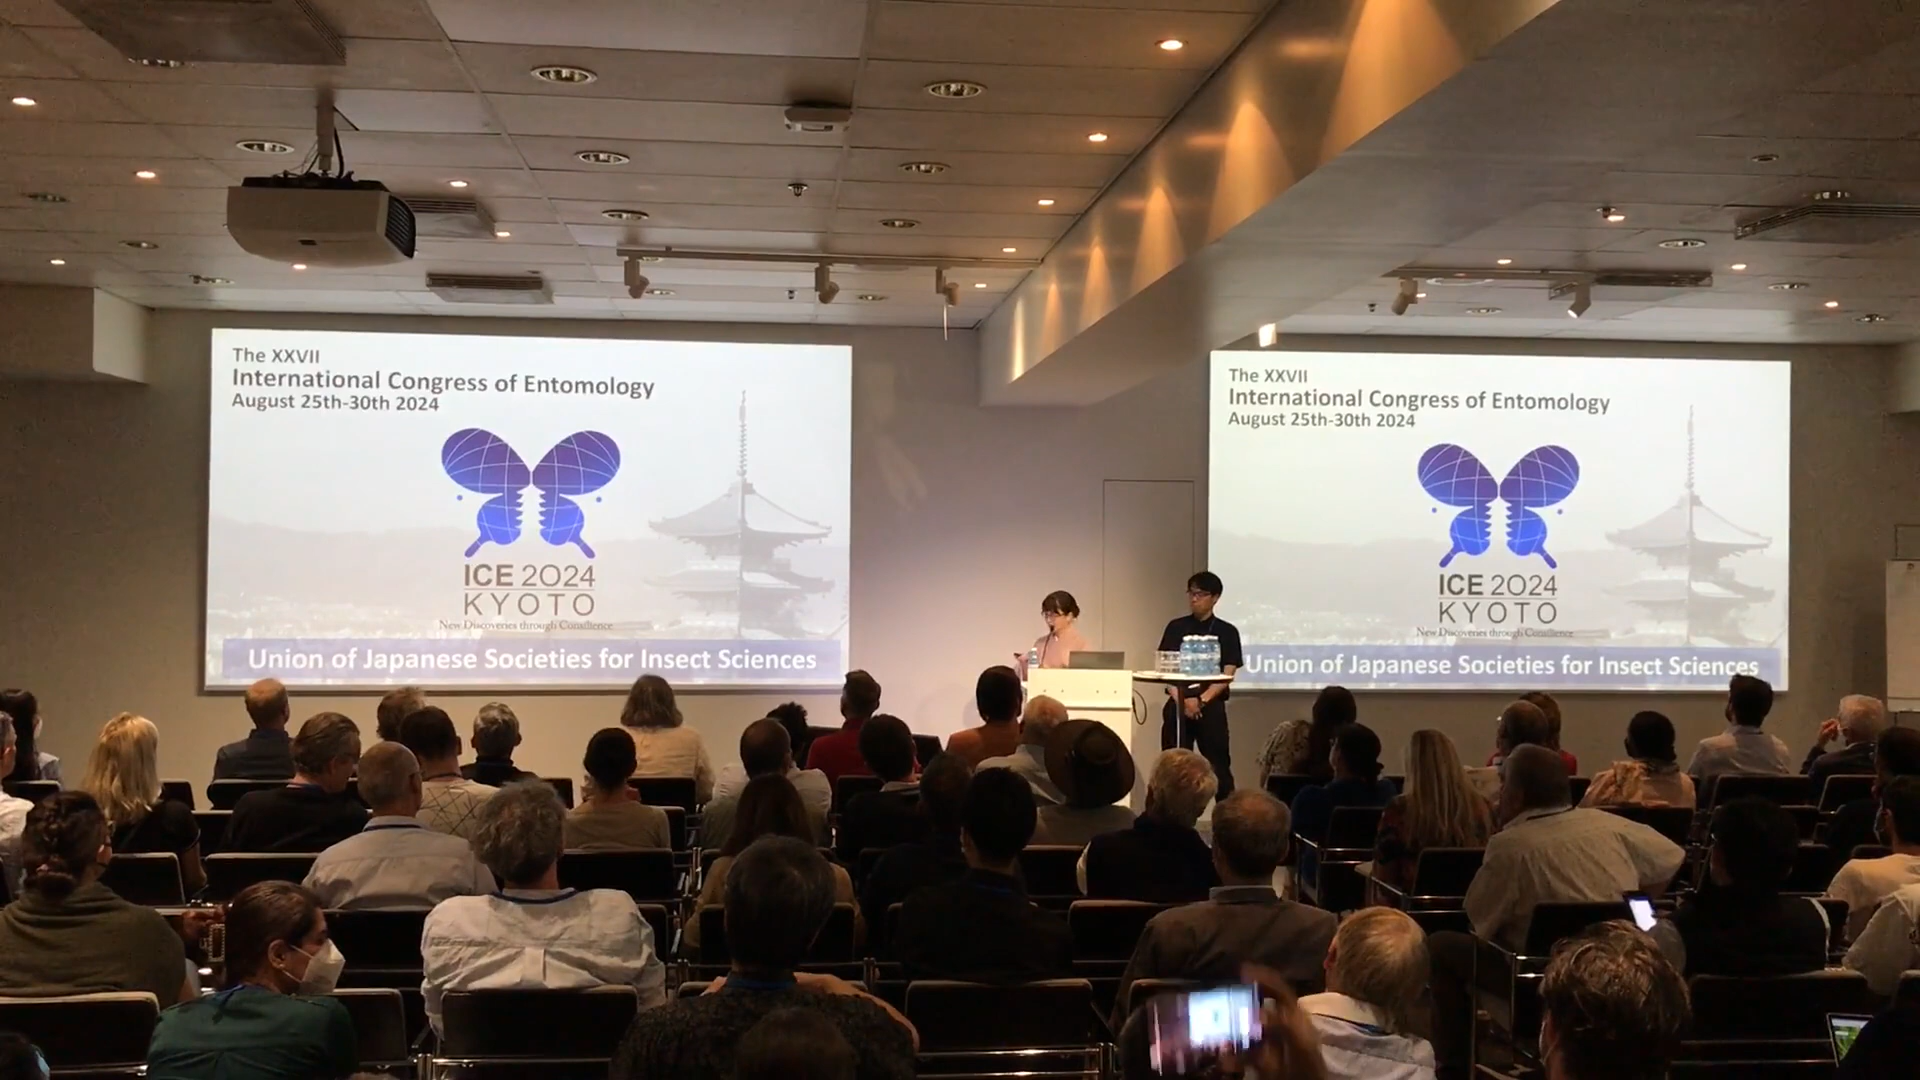 The XXVII
International Congress of Entomology
August 25th-30th 2024
ICE 2024
KYOTO
New Discoveries through Consilience
Union of Japanese Societies for Insect Sciences
The XXVII
International Congress of Entomology
August 25th-30th 2024
ICE 2024
KYOTO
New Discoveries through Consilience
Union of Japanese Societies for Insect Sciences